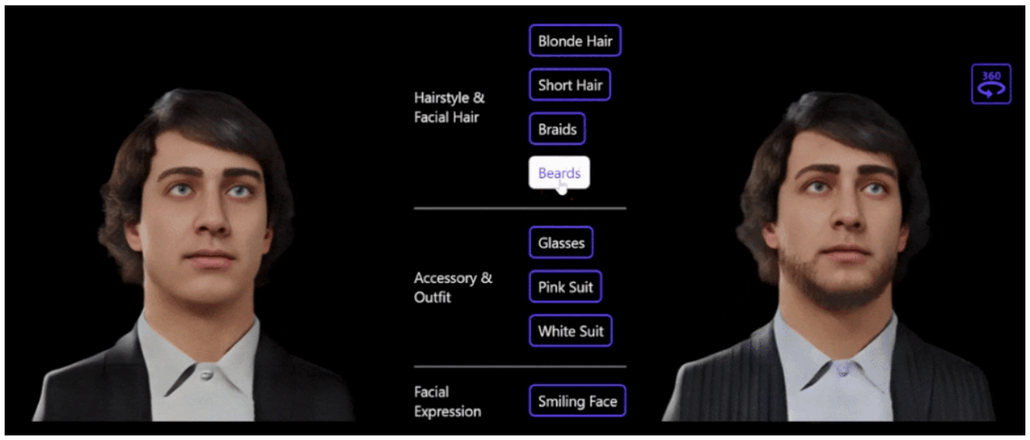 Hairstyle &
Facial Hair
Blonde Hair
Short Hair
Braids
Beards
Accessory &
Outfit
Glasses
Pink Suit
White Suit
Facial
Expression
Smiling Face
360